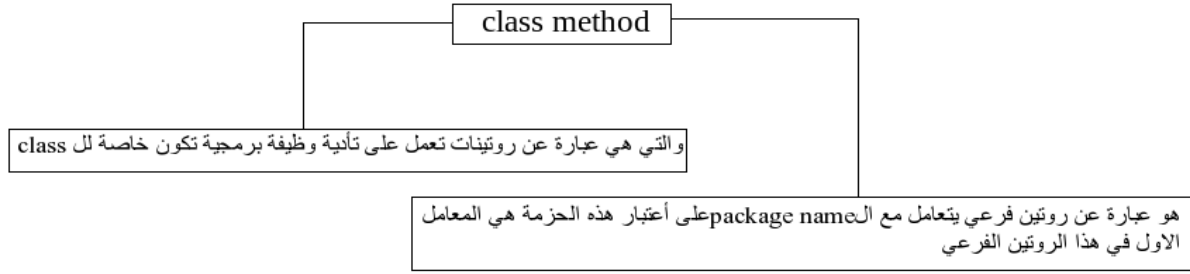 class method
والتي هي عبارة عن روتينات تعمل على تأدية وظيفة برمجية تكون خاصة لل class
هو عبارة عن روتين فرعي يتعامل مع الpackage nameعلى أعتبار هذه الحزمة هي المعامل
الاول في هذا الروتين الفرعي